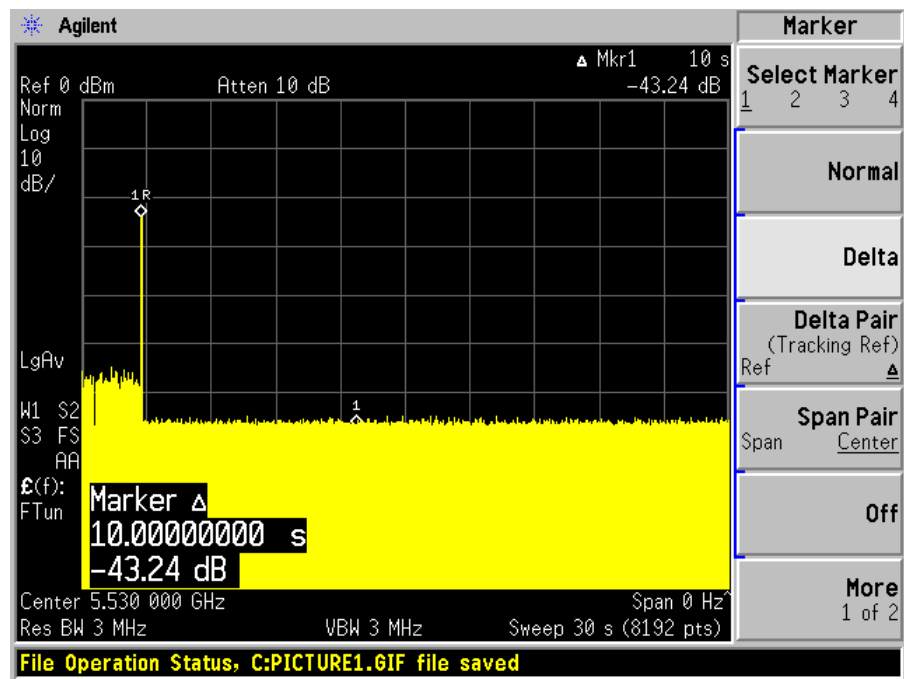 Agilent
Marker
Δ Mkr1 10 s
Ref 0 dBm Atten 10 dB -43.24 dB
Norm
Log
10
dB/
1R
LgAv
1
W1 S2
S3 FS
AA
£(f):
FTun
Marker Δ
10.00000000 s
-43.24 dB
Center 5.530 000 GHz Span 0 Hz^
Res BW 3 MHz VBW 3 MHz Sweep 30 s (8192 pts)
File Operation Status, C:PICTURE1.GIF file saved
Select Marker
1 2 3 4
Normal
Delta
Delta Pair
(Tracking Ref)
Ref Δ
Span Pair
Span Center
Off
More
1 of 2